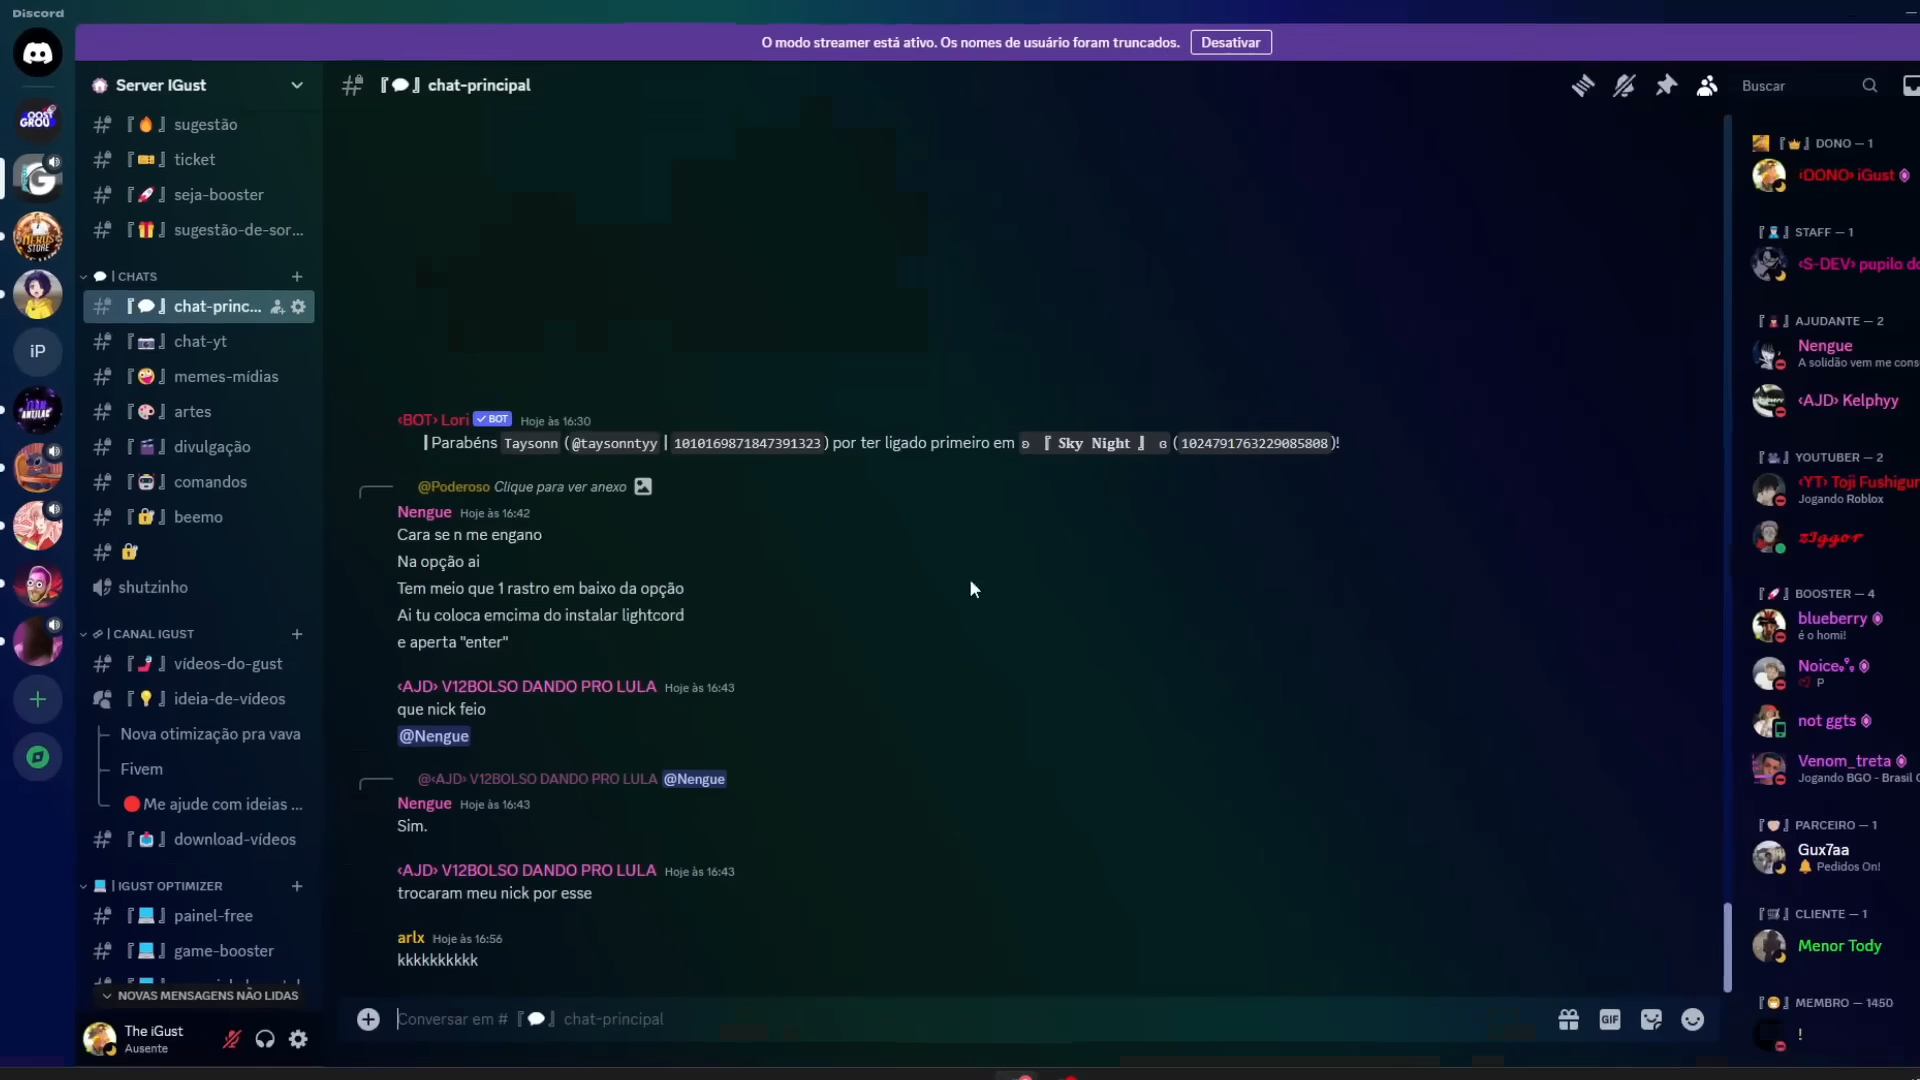 Discord
O modo streamer está ativo. Os nomes de usuário foram truncados. Desativar
Server IGust
『🔥』sugestão
『🎫』ticket
『🚀』seja-booster
『🎁』sugestão-de-sor...
💬 | CHATS
『💬』chat-princ...
『📷』chat-yt
『🤪』memes-mídias
『🎨』artes
『🎬』divulgação
『🤖』comandos
『🔐』beemo
🔐
shutzinho
CANAL IGUST
vídeos-do-gust
『💡』ideia-de-vídeos
Nova otimização pra vava
Fivem
🔴Me ajude com ideias ...
『📩』download-vídeos
💻 | IGUST OPTIMIZER
『💻』painel-free
『💻』game-booster
NOVAS MENSAGENS NÃO LIDAS
The iGust
Ausente
iP
OOST
GROU
NEXUS
STORE
『💬』chat-principal
Buscar
‹BOT› Lori ✓ BOT Hoje às 16:30
|Parabéns Taysonn (@taysonntyy | 1010169871847391323) por ter ligado primeiro em ʚ『 Sky Night 』ɞ (1024791763229085808)!
@Poderoso Clique para ver anexo
Nengue Hoje às 16:42
Cara se n me engano
Na opção ai
Tem meio que 1 rastro em baixo da opção
Ai tu coloca emcima do instalar lightcord
e aperta "enter"
‹AJD› V12BOLSO DANDO PRO LULA Hoje às 16:43
que nick feio
@Nengue
@‹AJD› V12BOLSO DANDO PRO LULA @Nengue
Nengue Hoje às 16:43
Sim.
‹AJD› V12BOLSO DANDO PRO LULA Hoje às 16:43
trocaram meu nick por esse
arlx Hoje às 16:56
kkkkkkkkkk
Conversar em # 『💬』chat-principal
GIF
『👑』DONO — 1
‹DONO› iGust
STAFF — 1
‹S-DEV› pupilo do
AJUDANTE — 2
Nengue
A solidão vem me cons
‹AJD› Kelphyy
YOUTUBER — 2
‹YT› Toji Fushigur
Jogando Roblox
zIggor
『🚀』BOOSTER — 4
blueberry
é o homi!
Noice
P
not ggts
Venom_treta
Jogando BGO - Brasil
PARCEIRO — 1
Gux7aa
🔔 Pedidos On!
『🛒』CLIENTE — 1
Menor Tody
MEMBRO — 1450
!